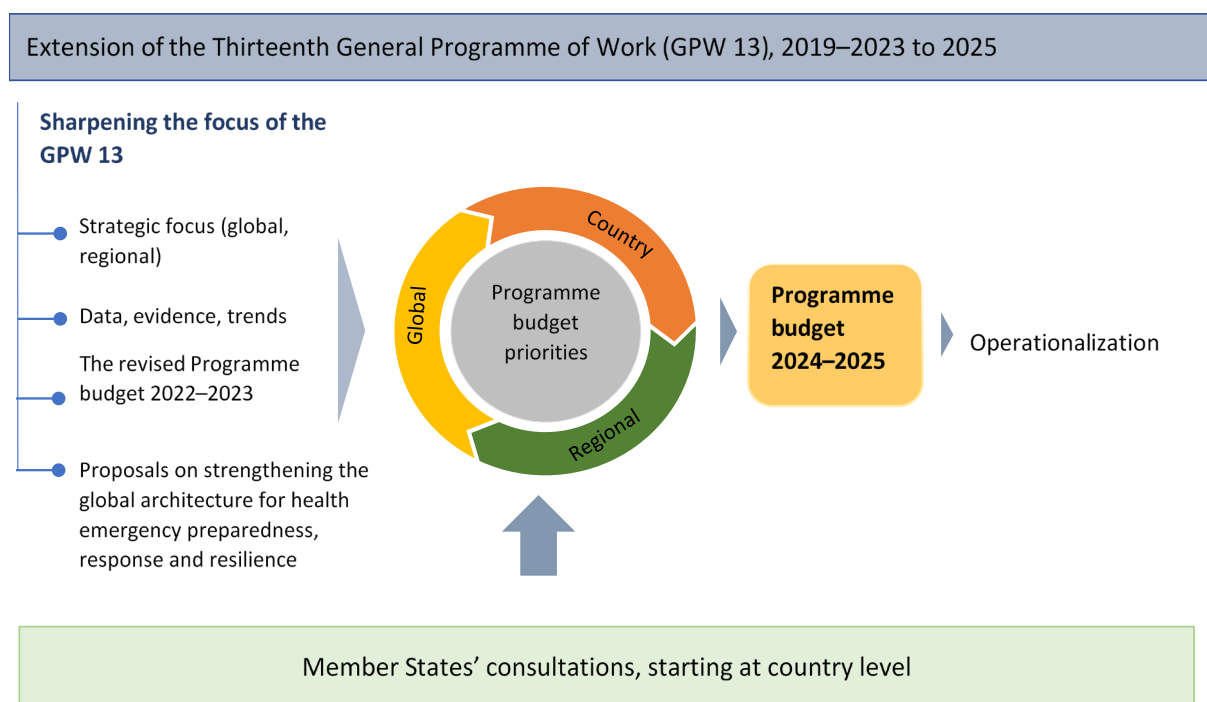 Extension of the Thirteenth General Programme of Work (GPW 13), 2019–2023 to 2025
Sharpening the focus of the
GPW 13
Strategic focus (global,
regional)
Data, evidence, trends
The revised Programme
budget 2022–2023
Proposals on strengthening the
global architecture for health
emergency preparedness,
response and resilience
Global
Country
Regional
Programme
budget
priorities
Programme
budget
2024–2025
Operationalization
Member States’ consultations, starting at country level